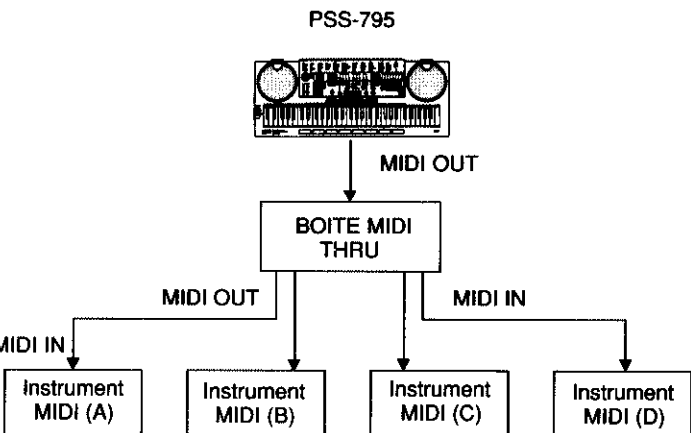 PSS-795
MIDI OUT
BOITE MIDI
THRU
MIDI OUT
MIDI IN
MIDI IN
Instrument
MIDI (A)
Instrument
MIDI (B)
Instrument
MIDI (C)
Instrument
MIDI (D)